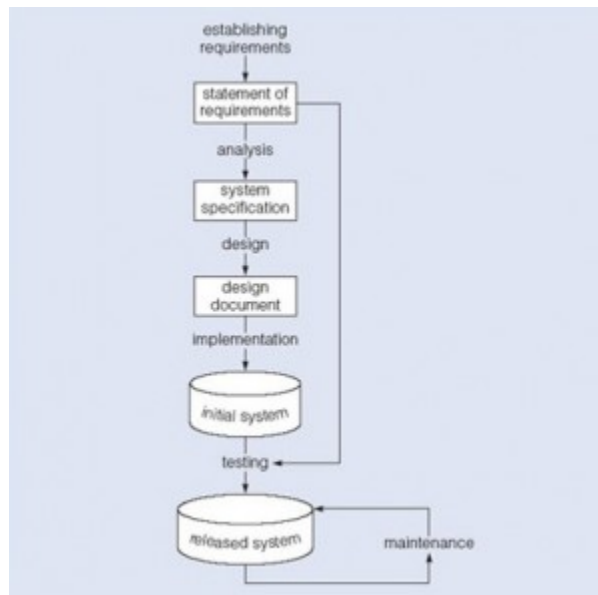 establishing
requirements
statement of
requirements
analysis
system
specification
design
design
document
implementation
initial system
testing
released system
maintenance